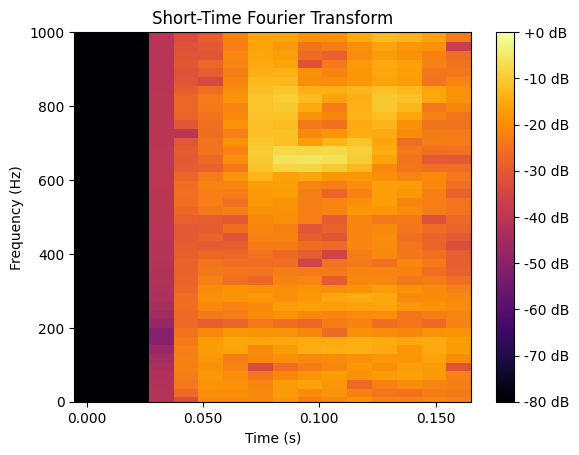 Short-Time Fourier Transform
1000
800
600
400
200
0
Frequency (Hz)
0.000
0.050
0.100
0.150
Time (s)
+0 dB
-10 dB
-20 dB
-30 dB
-40 dB
-50 dB
-60 dB
-70 dB
-80 dB